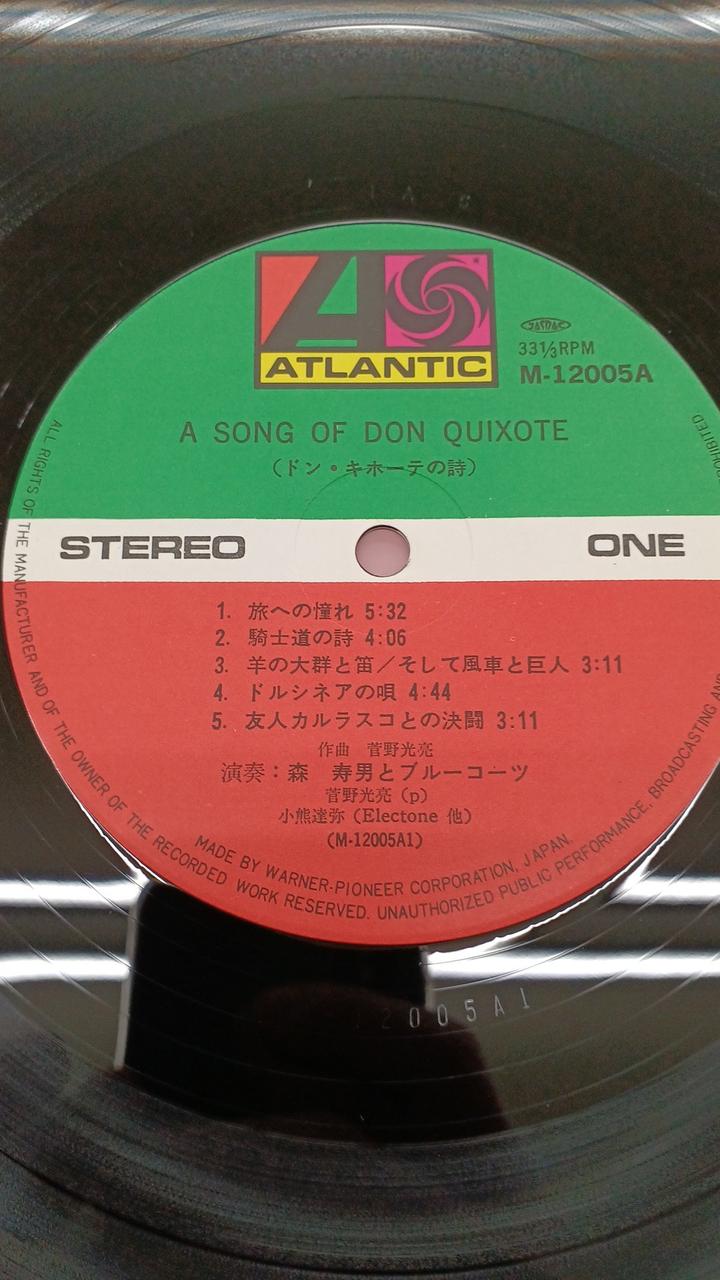 ATLANTIC
JASRAC
33 1/3 RPM
M-12005A
A SONG OF DON QUIXOTE
（ドン・キホーテの詩）
STEREO
ONE
1. 旅への憧れ 5:32
2. 騎士道の詩 4:06
3. 羊の大群と笛／そして風車と巨人 3:11
4. ドルシネアの唄 4:44
5. 友人カルラスコとの決闘 3:11
作曲 菅野光亮
演奏：森 寿男とブルーコーツ
菅野光亮（p）
小熊達弥（Electone 他）
(M-12005A1)
MADE BY WARNER-PIONEER CORPORATION, JAPAN.
ALL RIGHTS OF THE MANUFACTURER AND OF THE OWNER OF THE RECORDED WORK RESERVED. UNAUTHORIZED PUBLIC PERFORMANCE, BROADCASTING AND
2005A1